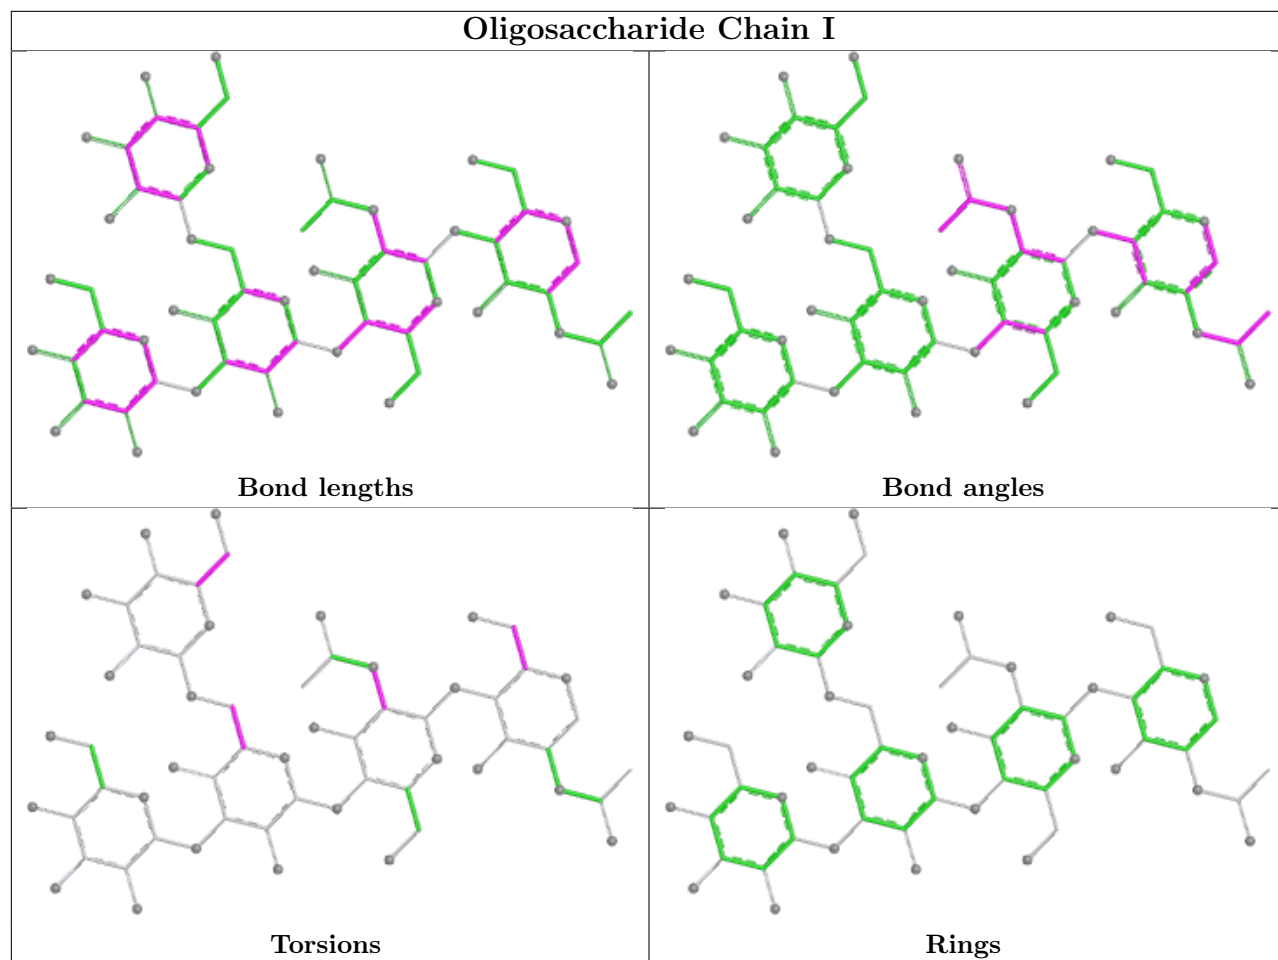 Oligosaccharide Chain I
Bond lengths
Bond angles
Torsions
Rings